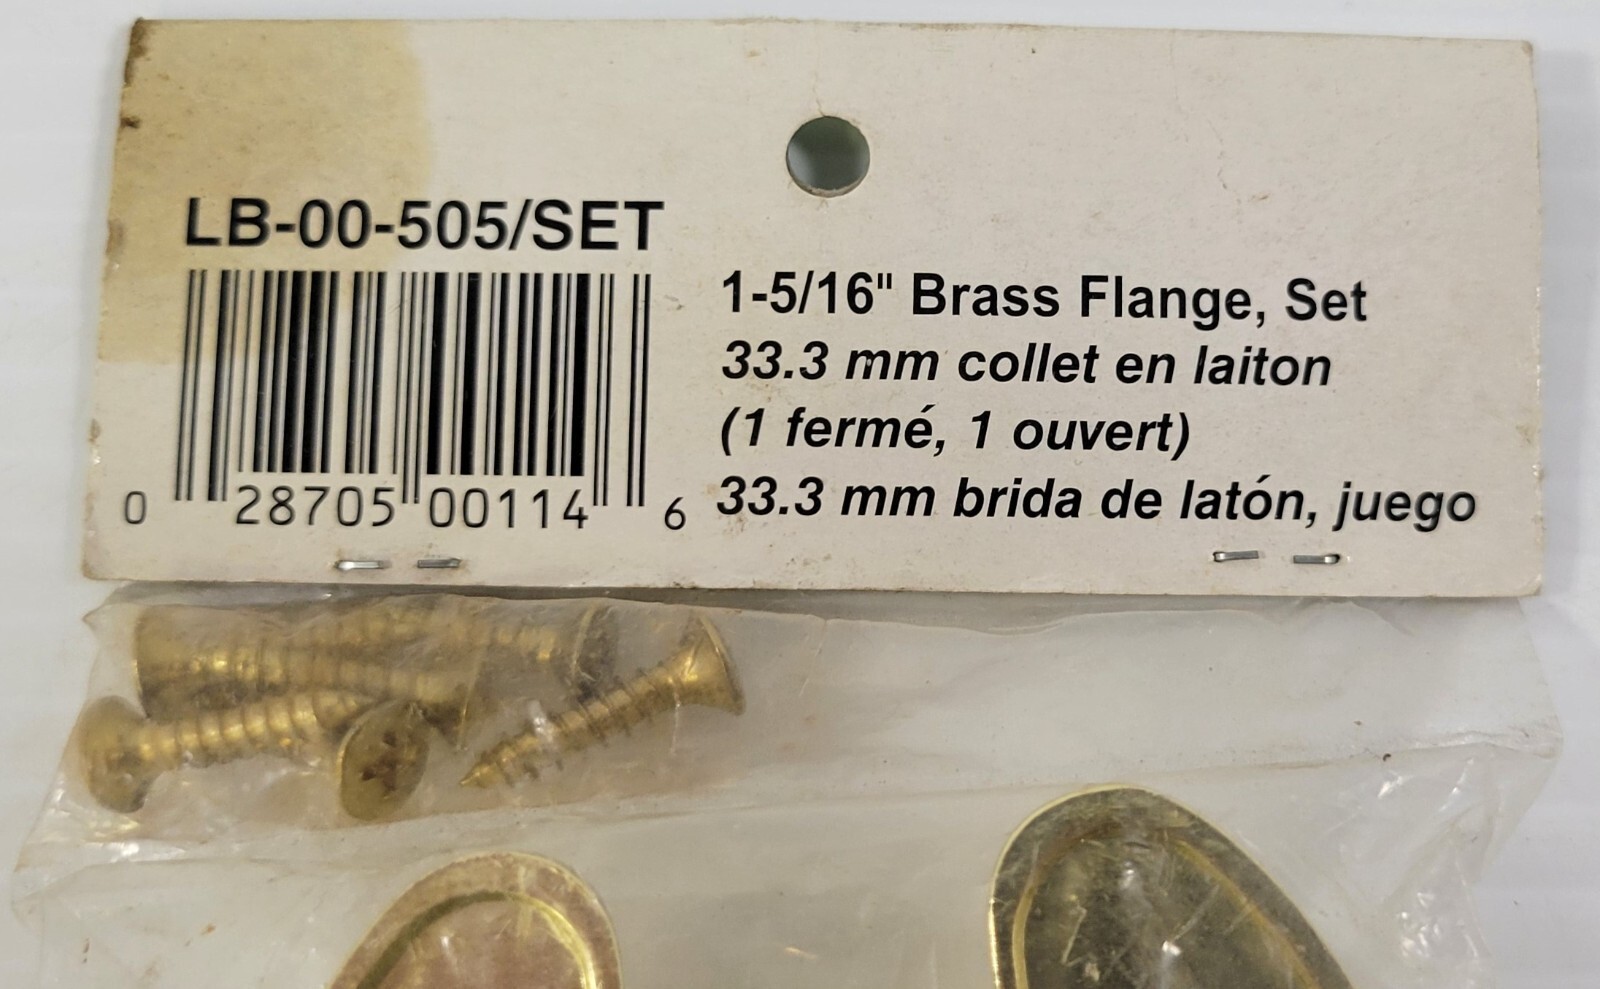 LB-00-505/SET
0 28705 00114 6
1-5/16" Brass Flange, Set
33.3 mm collet en laiton
(1 fermé, 1 ouvert)
33.3 mm brida de latón, juego